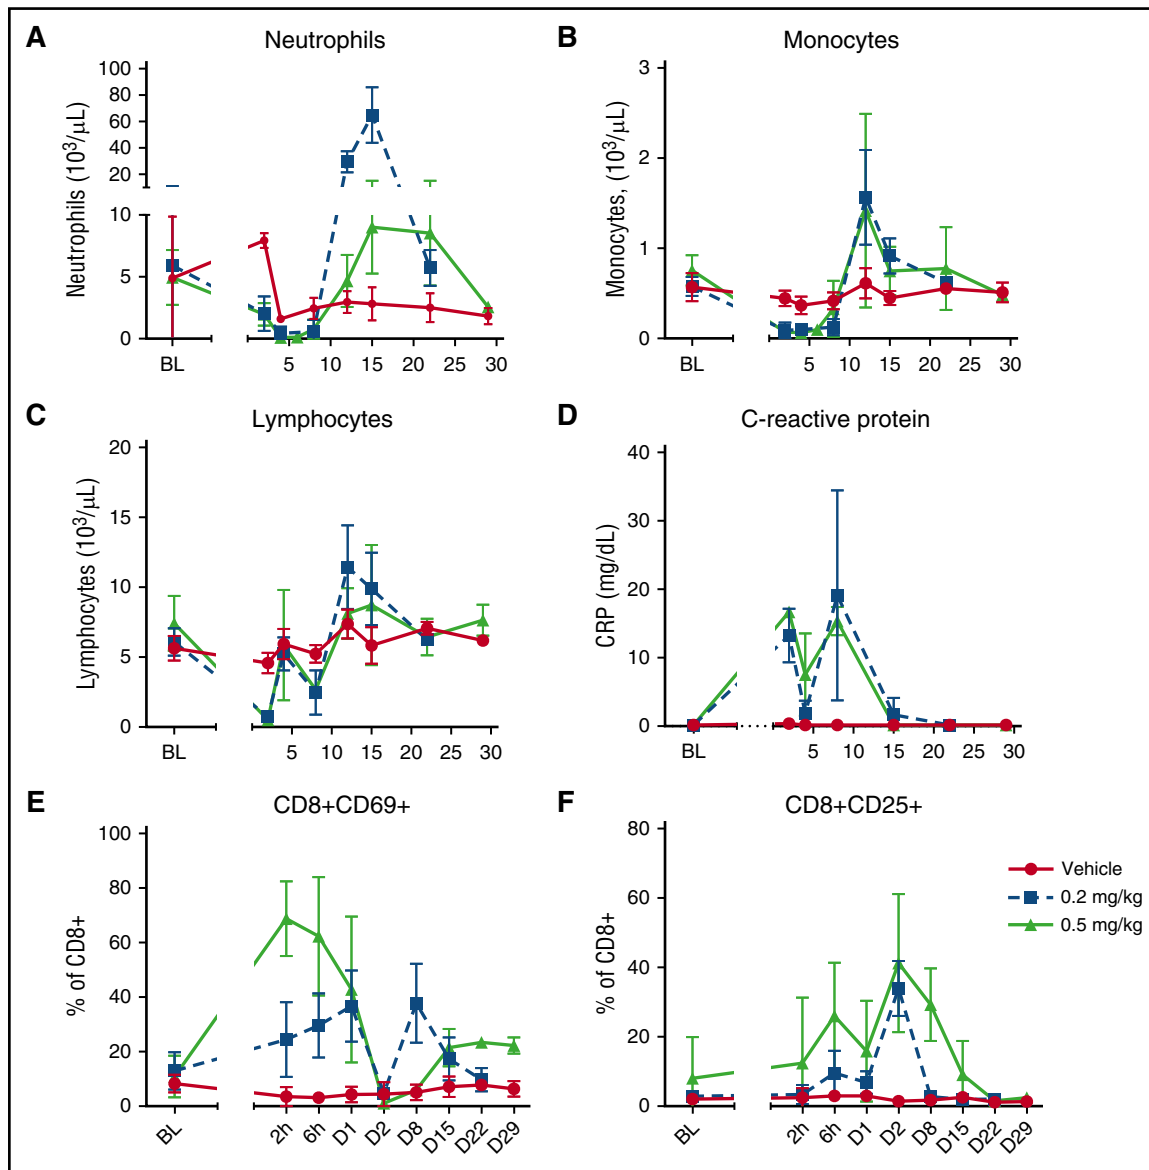 A
Neutrophils
Neutrophils (10³/μL)
100
80
60
40
20
10
5
0
BL
5 10 15 20 25 30
B
Monocytes
Monocytes, (10³/μL)
3
2
1
0
BL
5 10 15 20 25 30
C
Lymphocytes
Lymphocytes (10³/μL)
20
15
10
5
0
BL
5 10 15 20 25 30
D
C-reactive protein
CRP (mg/dL)
40
30
20
10
0
BL
5 10 15 20 25 30
E
CD8+CD69+
% of CD8+
100
80
60
40
20
0
BL 2h 6h D1 D2 D8 D15 D22 D29
F
CD8+CD25+
% of CD8+
80
60
40
20
0
BL 2h 6h D1 D2 D8 D15 D22 D29
Vehicle
0.2 mg/kg
0.5 mg/kg